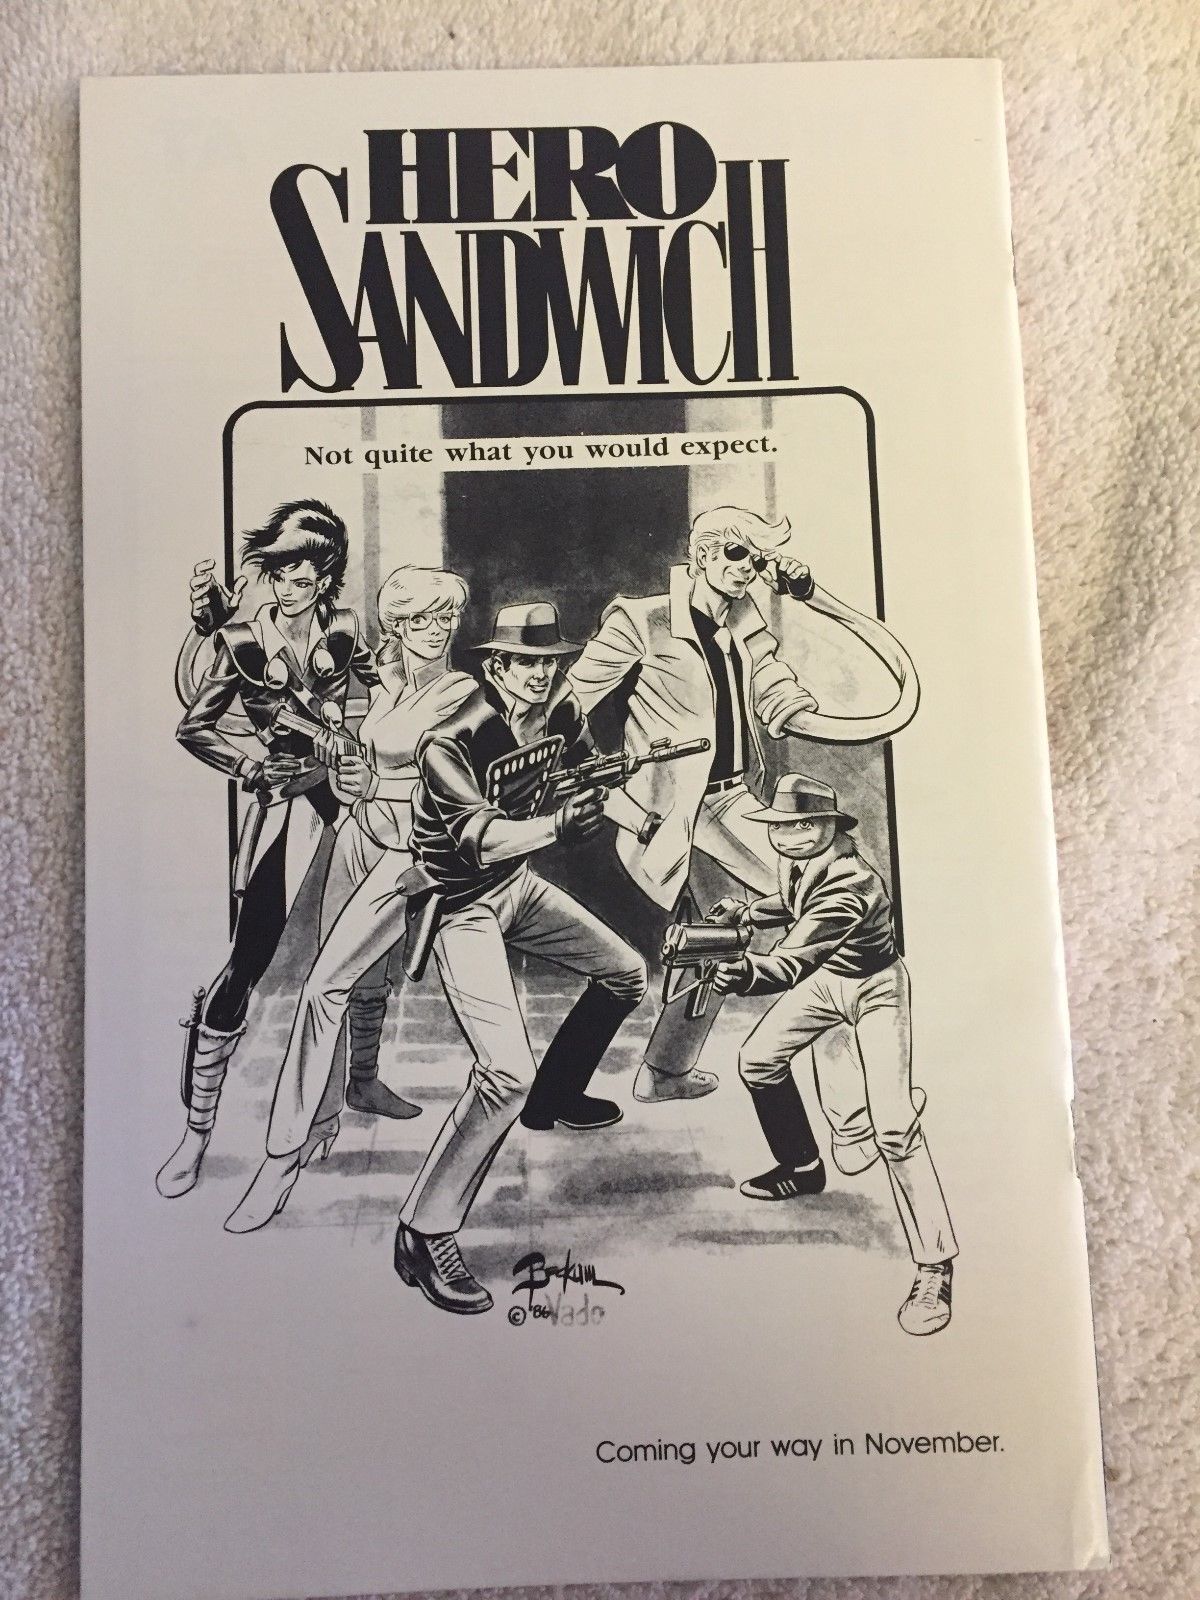 HERO
SANDWICH
Not quite what you would expect.
Beckum
© '86 Vado
Coming your way in November.